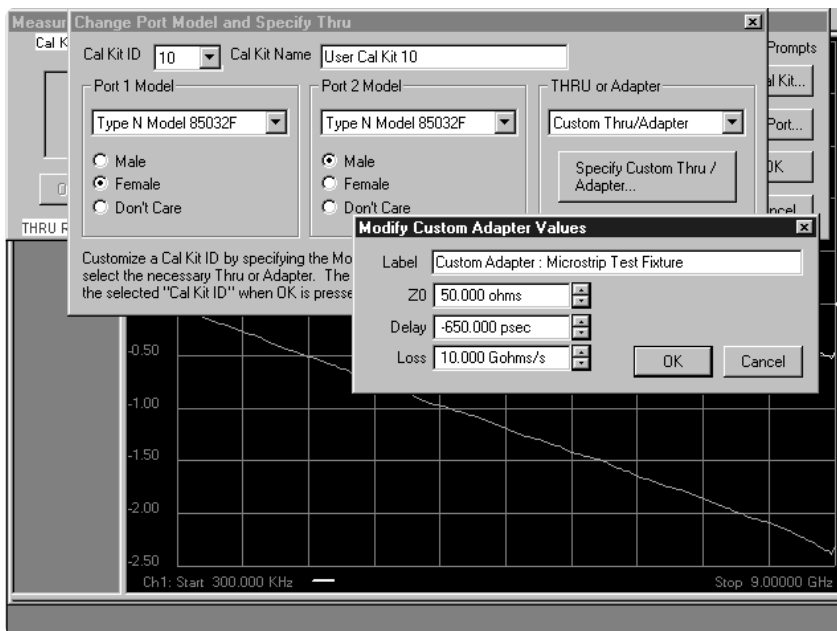 Measur
Change Port Model and Specify Thru
Cal K
Cal Kit ID 10 Cal Kit Name User Cal Kit 10
Prompts
al Kit...
Port...
OK
ncel
Port 1 Model
Type N Model 85032F
Male
Female
Don't Care
Port 2 Model
Type N Model 85032F
Male
Female
Don't Care
THRU or Adapter
Custom Thru/Adapter
Specify Custom Thru /
Adapter...
THRU R
Customize a Cal Kit ID by specifying the Mo
select the necessary Thru or Adapter. The
the selected "Cal Kit ID" when OK is presse
Modify Custom Adapter Values
Label Custom Adapter : Microstrip Test Fixture
Z0 50.000 ohms
Delay -650.000 psec
Loss 10.000 Gohms/s
OK Cancel
-0.50
-1.00
-1.50
-2.00
-2.50
Ch1: Start 300.000 KHz
Stop 9.00000 GHz